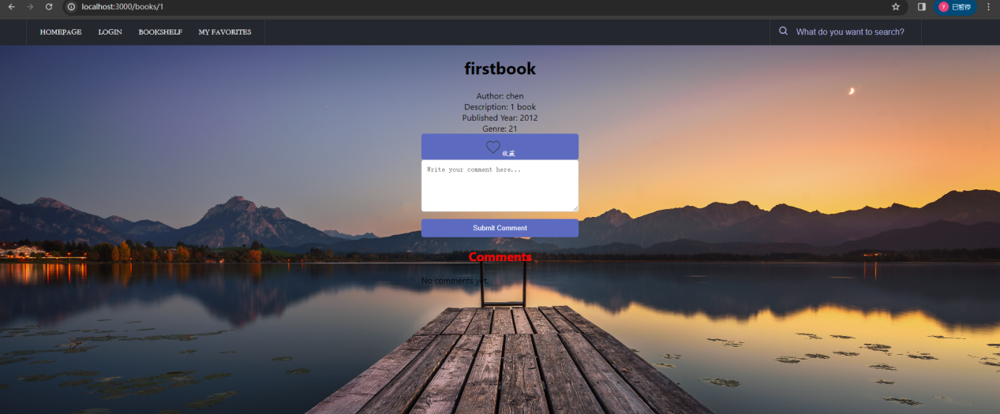 localhost:3000/books/1
Y 已暂停
HOMEPAGE LOGIN BOOKSHELF MY FAVORITES What do you want to search?
firstbook
Author: chen
Description: 1 book
Published Year: 2012
Genre: 21
收藏
Write your comment here...
Submit Comment
Comments
No comments yet.